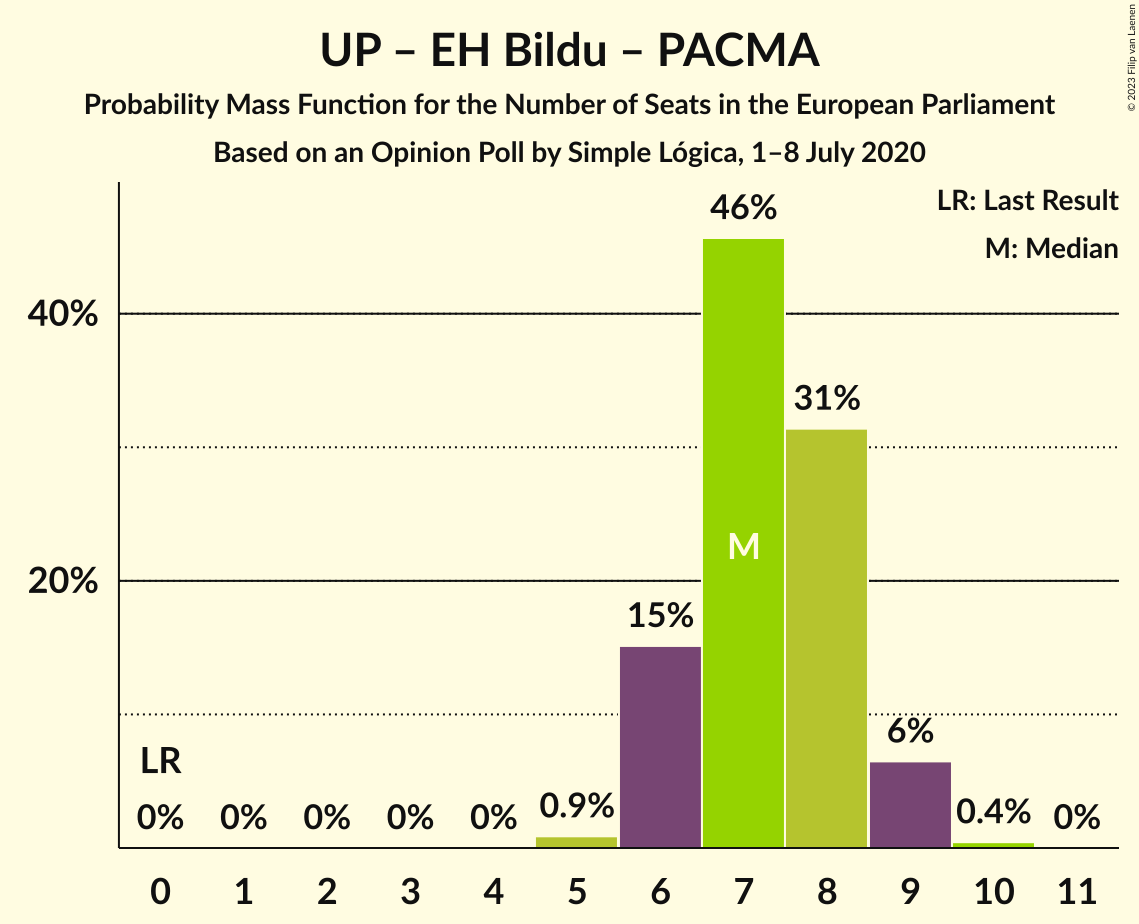 UP – EH Bildu – PACMA
Probability Mass Function for the Number of Seats in the European Parliament
Based on an Opinion Poll by Simple Lógica, 1–8 July 2020
© 2023 Filip van Laenen
LR: Last Result
M: Median
46%
40%
31%
M
20%
15%
6%
LR
0% 0% 0% 0% 0% 0.9% 0.4% 0%
0 1 2 3 4 5 6 7 8 9 10 11